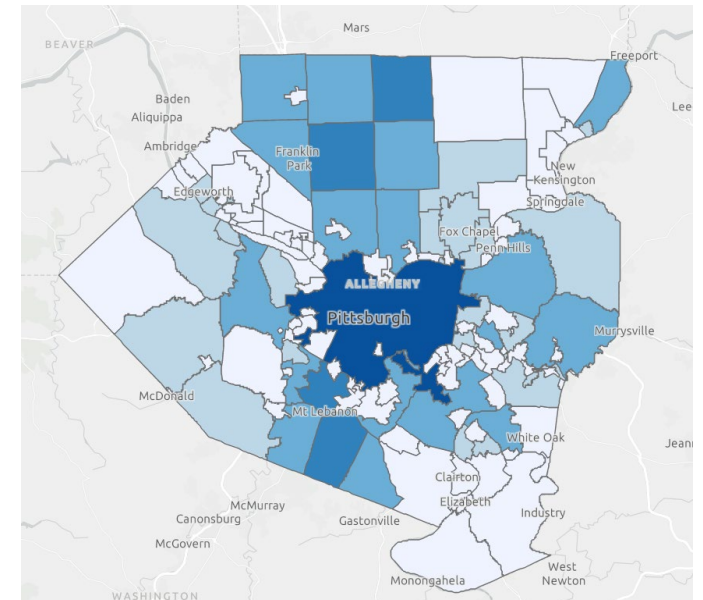 Mars
BEAVER
Freeport
Baden
Lee
Aliquippa
Ambridge
Franklin
Park
New
Kensington
Edgeworth
Springdale
Fox Chapel
Penn Hills
ALLEGHENY
Pittsburgh
Murrysville
McDonald
Mt Lebanon
White Oak
Jean
Clairton
McMurray
Elizabeth
Canonsburg
Gastonville
Industry
McGovern
West
Newton
Monongahela
WASHINGTON